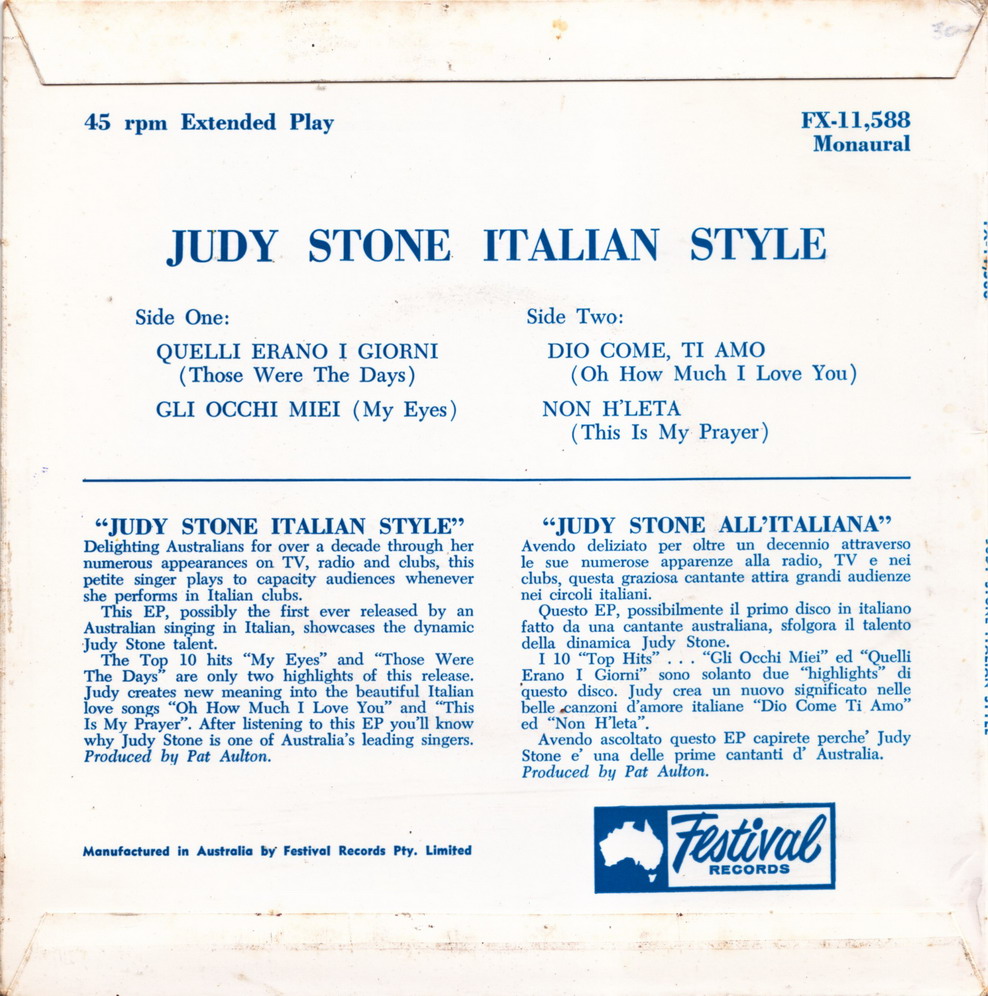 45 rpm Extended Play
FX-11,588
Monaural
JUDY STONE ITALIAN STYLE
Side One:
QUELLI ERANO I GIORNI
(Those Were The Days)
GLI OCCHI MIEI (My Eyes)
Side Two:
DIO COME, TI AMO
(Oh How Much I Love You)
NON H'LETA
(This Is My Prayer)
“JUDY STONE ITALIAN STYLE”
Delighting Australians for over a decade through her
numerous appearances on TV, radio and clubs, this
petite singer plays to capacity audiences whenever
she performs in Italian clubs.
This EP, possibly the first ever released by an
Australian singing in Italian, showcases the dynamic
Judy Stone talent.
The Top 10 hits “My Eyes” and “Those Were
The Days” are only two highlights of this release.
Judy creates new meaning into the beautiful Italian
love songs “Oh How Much I Love You” and “This
Is My Prayer”. After listening to this EP you'll know
why Judy Stone is one of Australia's leading singers.
Produced by Pat Aulton.
“JUDY STONE ALL'ITALIANA”
Avendo deliziato per oltre un decennio attraverso
le sue numerose apparenze alla radio, TV e nei
clubs, questa graziosa cantante attira grandi audienze
nei circoli italiani.
Questo EP, possibilmente il primo disco in italiano
fatto da una cantante australiana, sfolgora il talento
della dinamica Judy Stone.
I 10 “Top Hits” . . . “Gli Occhi Miei” ed “Quelli
Erano I Giorni” sono solanto due “highlights” di
questo disco. Judy crea un nuovo significato nelle
belle canzoni d'amore italiane “Dio Come Ti Amo”
ed “Non H'leta”.
Avendo ascoltato questo EP capirete perche' Judy
Stone e' una delle prime cantanti d' Australia.
Produced by Pat Aulton.
Manufactured in Australia by Festival Records Pty. Limited
Festival
RECORDS